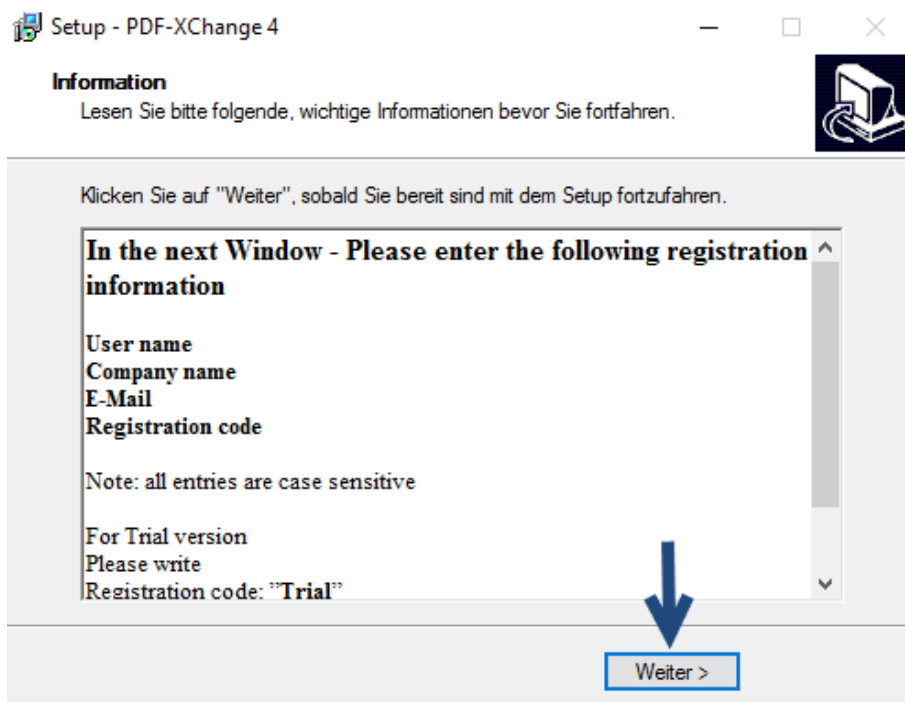 Setup - PDF-XChange 4
Information
Lesen Sie bitte folgende, wichtige Informationen bevor Sie fortfahren.
Klicken Sie auf "Weiter", sobald Sie bereit sind mit dem Setup fortzufahren.
In the next Window - Please enter the following registration
information
User name
Company name
E-Mail
Registration code
Note: all entries are case sensitive
For Trial version
Please write
Registration code: ”Trial”
Weiter >